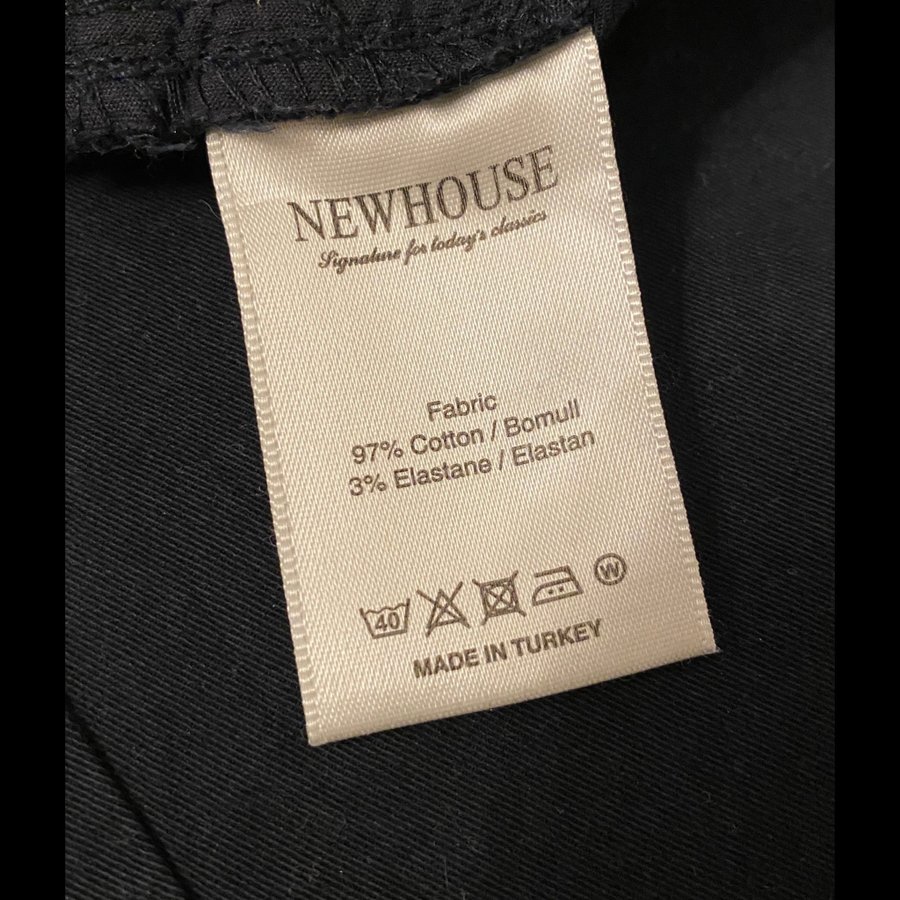 NEWHOUSE
Signature for today's classics
Fabric
97% Cotton / Bomull
3% Elastane / Elastan
40 W
MADE IN TURKEY